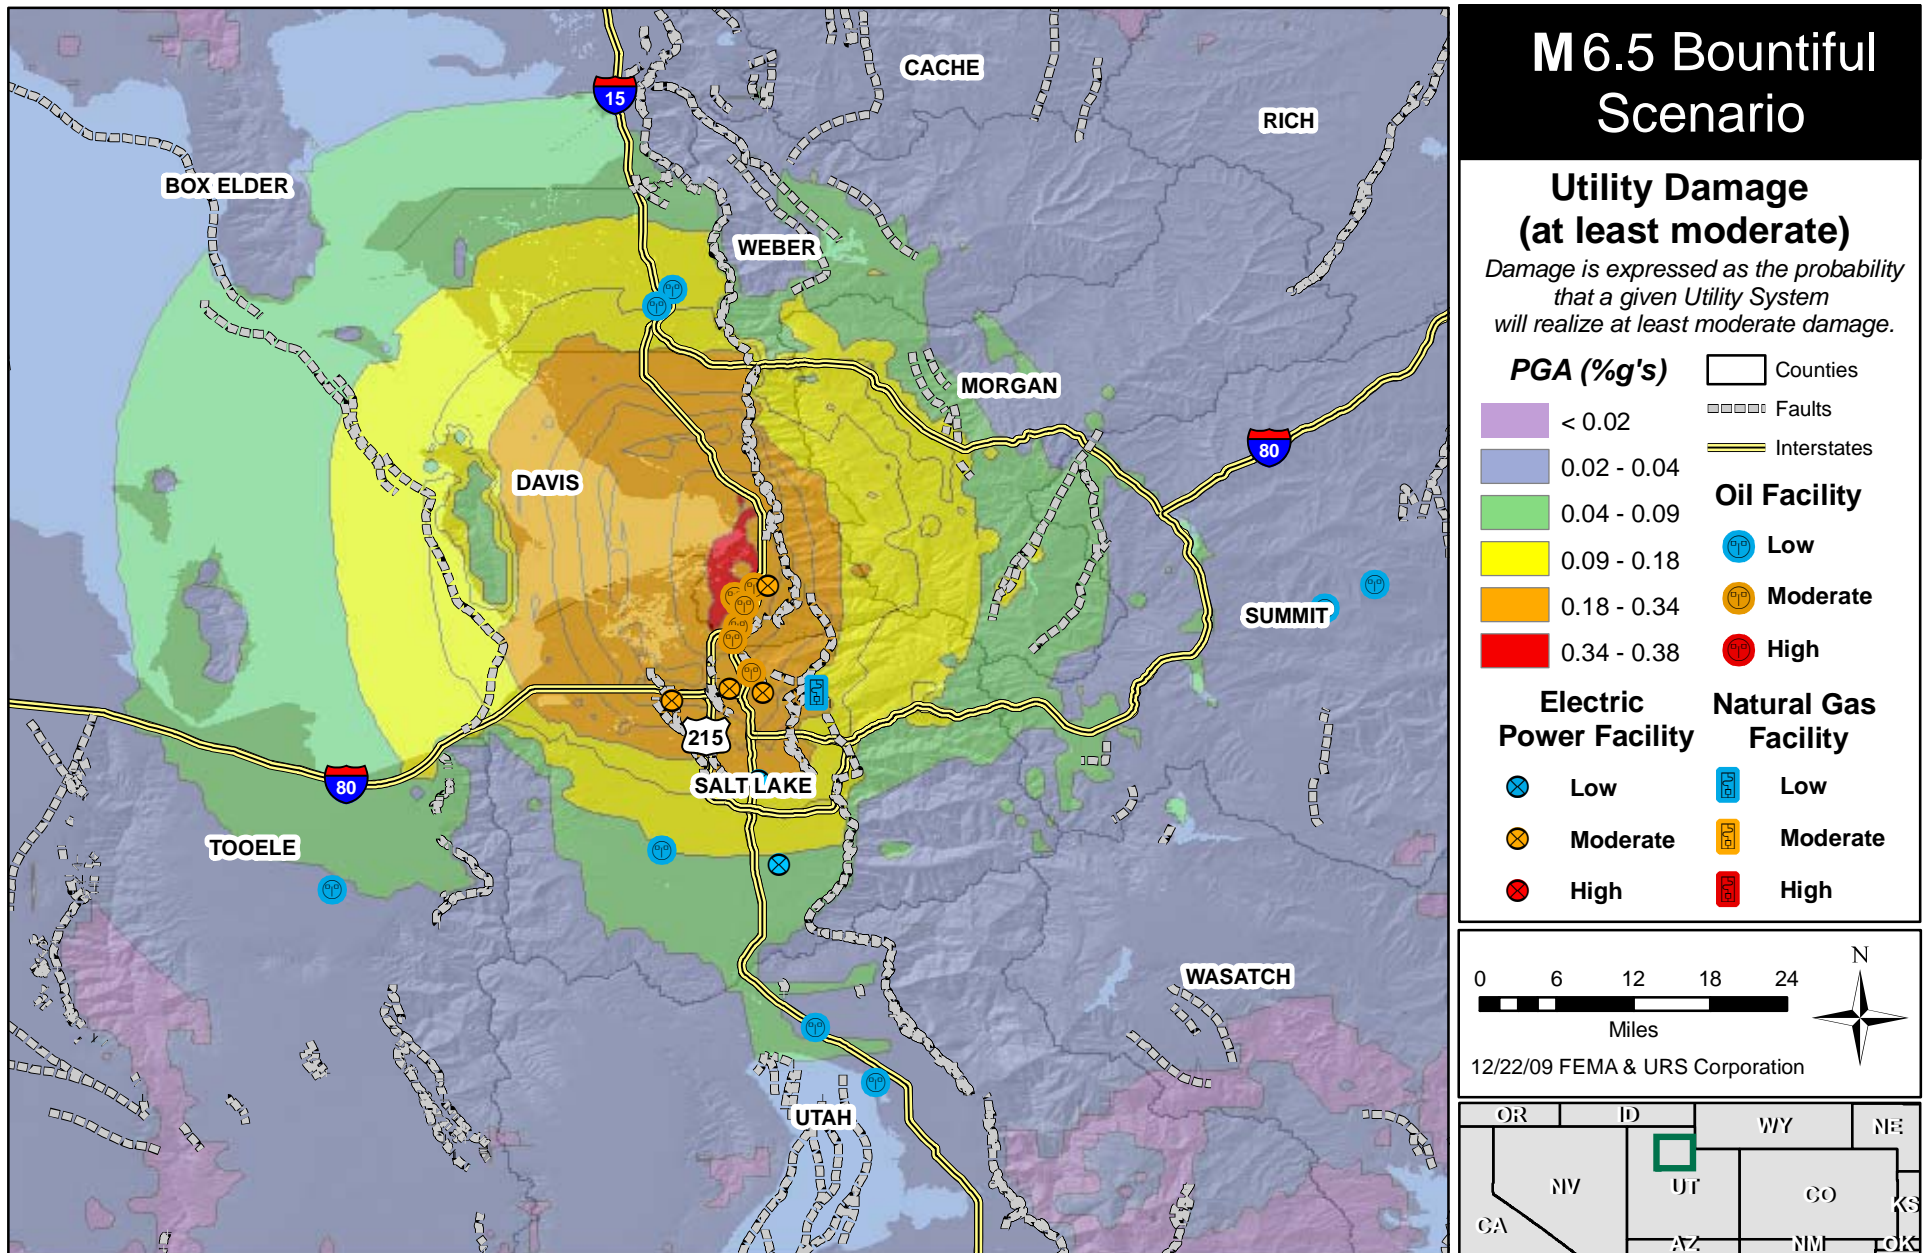 M 6.5 Bountiful
Scenario
Utility Damage
(at least moderate)
Damage is expressed as the probability
that a given Utility System
will realize at least moderate damage.
PGA (%g's)
< 0.02
0.02 - 0.04
0.04 - 0.09
0.09 - 0.18
0.18 - 0.34
0.34 - 0.38
Counties
Faults
Interstates
Oil Facility
Low
Moderate
High
Electric
Power Facility
Low
Moderate
High
Natural Gas
Facility
Low
Moderate
High
0 6 12 18 24
Miles
N
12/22/09 FEMA & URS Corporation
OR
ID
WY
NE
NV
UT
CO
KS
CA
AZ
NM
OK
15
CACHE
RICH
BOX ELDER
WEBER
MORGAN
80
DAVIS
SUMMIT
215
SALT LAKE
80
TOOELE
WASATCH
UTAH